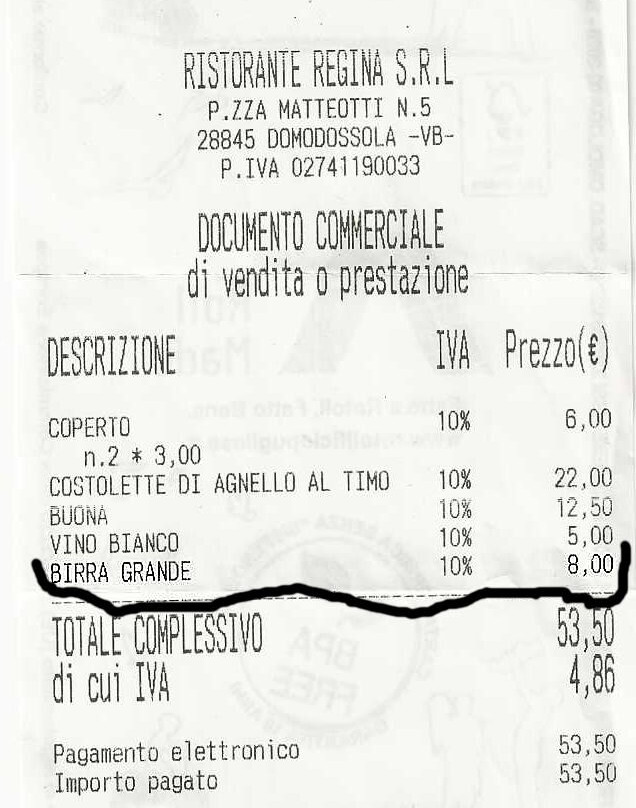 RISTORANTE REGINA S.R.L
P.ZZA MATTEOTTI N.5
28845 DOMODOSSOLA -VB-
P.IVA 02741190033
DOCUMENTO COMMERCIALE
di vendita o prestazione
DESCRIZIONE IVA Prezzo(€)
COPERTO 10% 6,00
n.2 * 3,00
COSTOLETTE DI AGNELLO AL TIMO 10% 22,00
BUONA 10% 12,50
VINO BIANCO 10% 5,00
BIRRA GRANDE 10% 8,00
TOTALE COMPLESSIVO 53,50
di cui IVA 4,86
Pagamento elettronico 53,50
Importo pagato 53,50